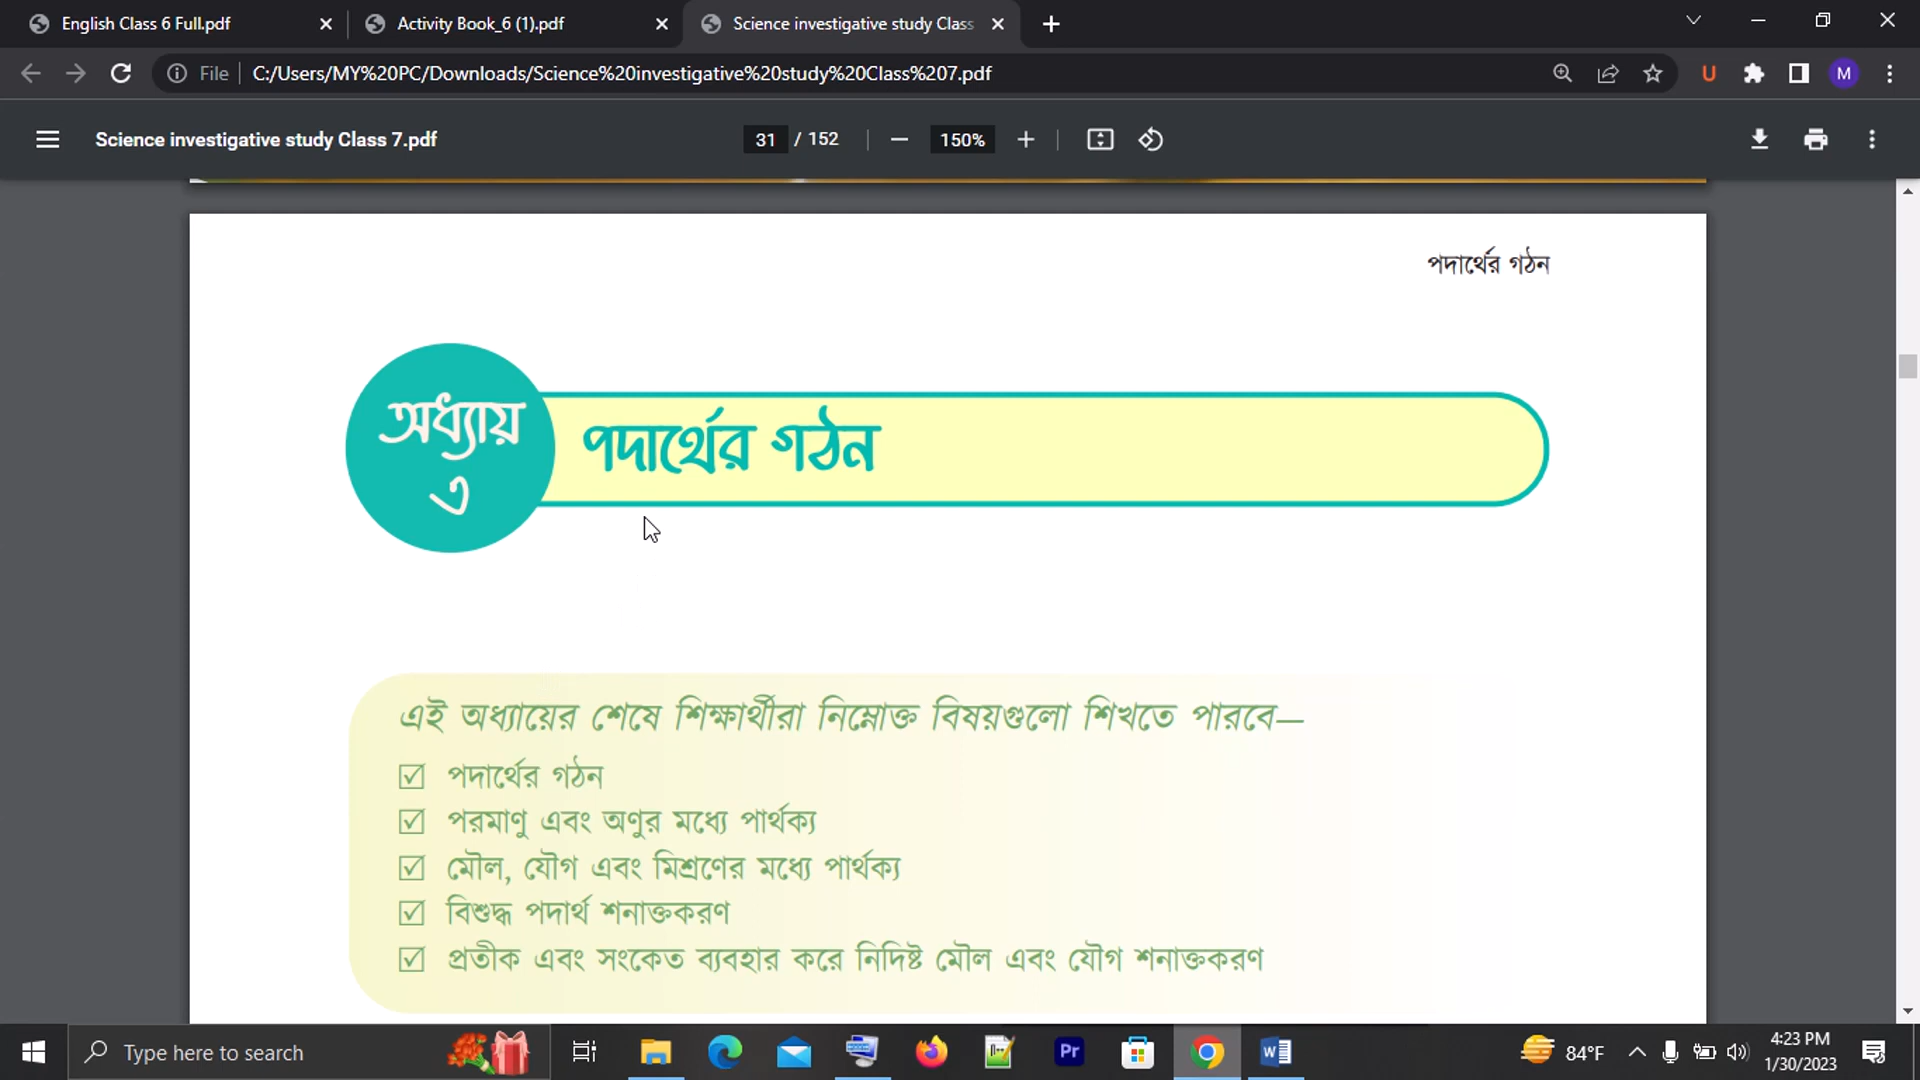 English Class 6 Full.pdf
Activity Book_6 (1).pdf
Science investigative study Class
File
C:/Users/MY%20PC/Downloads/Science%20investigative%20study%20Class%207.pdf
U
M
Science investigative study Class 7.pdf
31 / 152
150%
পদার্থের গঠন
অধ্যায়
৩
পদার্থের গঠন
এই অধ্যায়ের শেষে শিক্ষার্থীরা নিম্নোক্ত বিষয়গুলো শিখতে পারবে—
পদার্থের গঠন
পরমাণু এবং অণুর মধ্যে পার্থক্য
মৌল, যৌগ এবং মিশ্রণের মধ্যে পার্থক্য
বিশুদ্ধ পদার্থ শনাক্তকরণ
প্রতীক এবং সংকেত ব্যবহার করে নিদিষ্ট মৌল এবং যৌগ শনাক্তকরণ
Type here to search
Pr
84°F
4:23 PM
1/30/2023